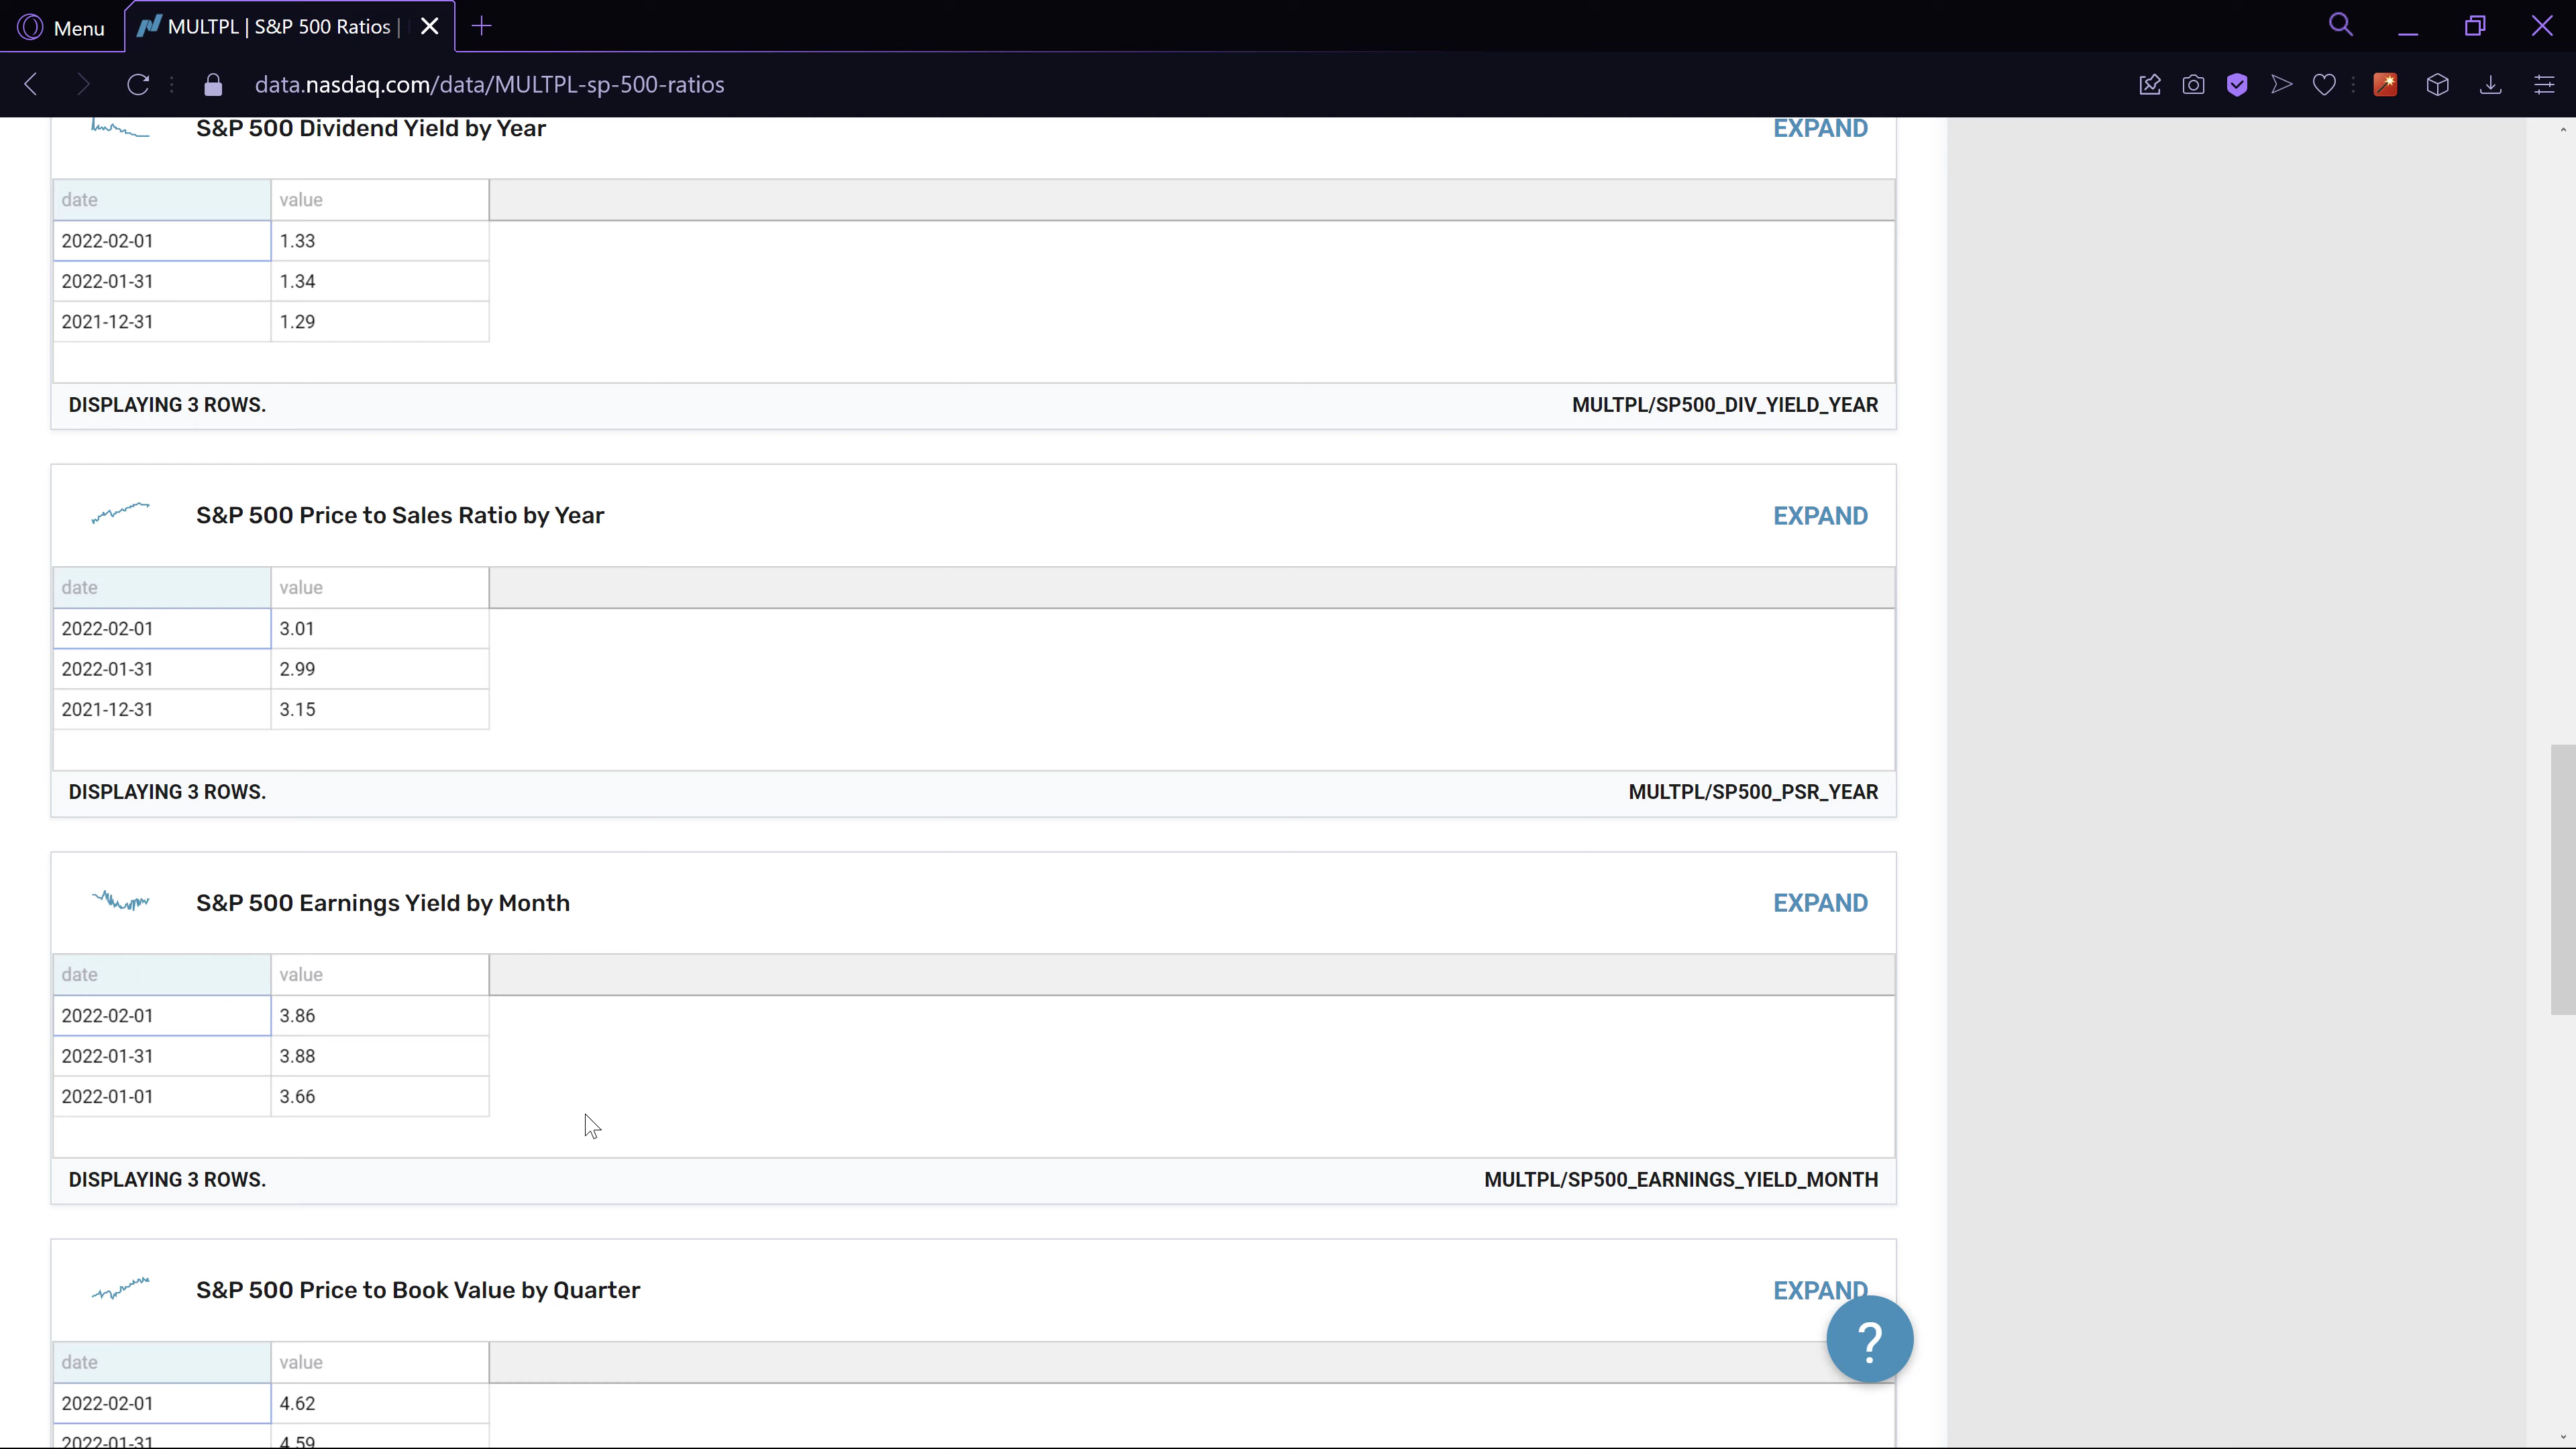 Menu
MULTPL | S&P 500 Ratios |
data.nasdaq.com/data/MULTPL-sp-500-ratios
S&P 500 Dividend Yield by Year EXPAND
date value
2022-02-01 1.33
2022-01-31 1.34
2021-12-31 1.29
DISPLAYING 3 ROWS. MULTPL/SP500_DIV_YIELD_YEAR
S&P 500 Price to Sales Ratio by Year EXPAND
date value
2022-02-01 3.01
2022-01-31 2.99
2021-12-31 3.15
DISPLAYING 3 ROWS. MULTPL/SP500_PSR_YEAR
S&P 500 Earnings Yield by Month EXPAND
date value
2022-02-01 3.86
2022-01-31 3.88
2022-01-01 3.66
DISPLAYING 3 ROWS. MULTPL/SP500_EARNINGS_YIELD_MONTH
S&P 500 Price to Book Value by Quarter EXPAND
?
date value
2022-02-01 4.62
2022-01-31 4.59